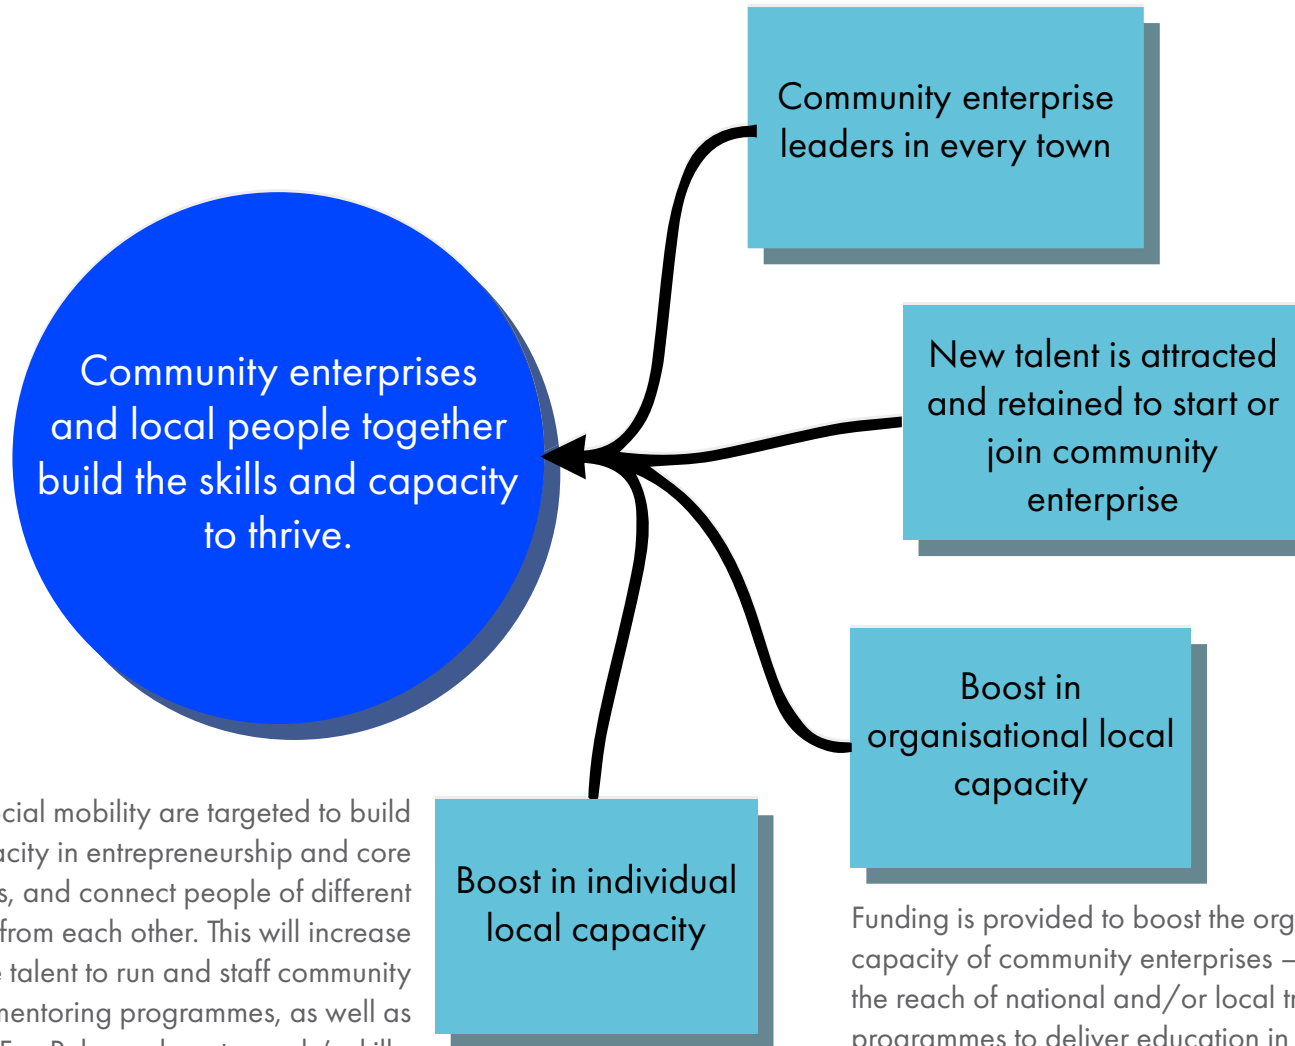 Community enterprise
leaders in every town
Community enterprises
and local people together
build the skills and capacity
to thrive.
New talent is attracted
and retained to start or
join community
enterprise
Boost in
organisational local
capacity
Boost in individual
local capacity
social mobility are targeted to build
capacity in entrepreneurship and core
, and connect people of different
from each other. This will increase
talent to run and staff community
mentoring programmes, as well as
Funding is provided to boost the
capacity of community enterprises –
the reach of national and/or local
programmes to deliver education in